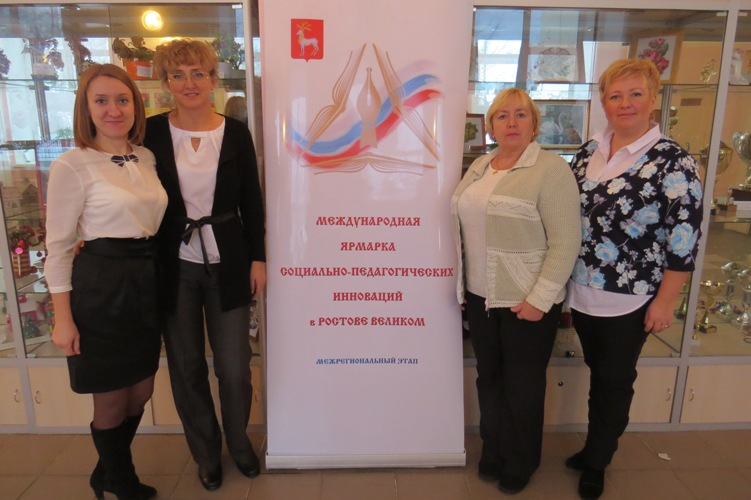 МЕЖДУНАРОДНАЯ
ЯРМАРКА
СОЦИАЛЬНО-ПЕДАГОГИЧЕСКИХ
ИННОВАЦИЙ
в РОСТОВЕ ВЕЛИКОМ
МЕЖРЕГИОНАЛЬНЫЙ ЭТАП